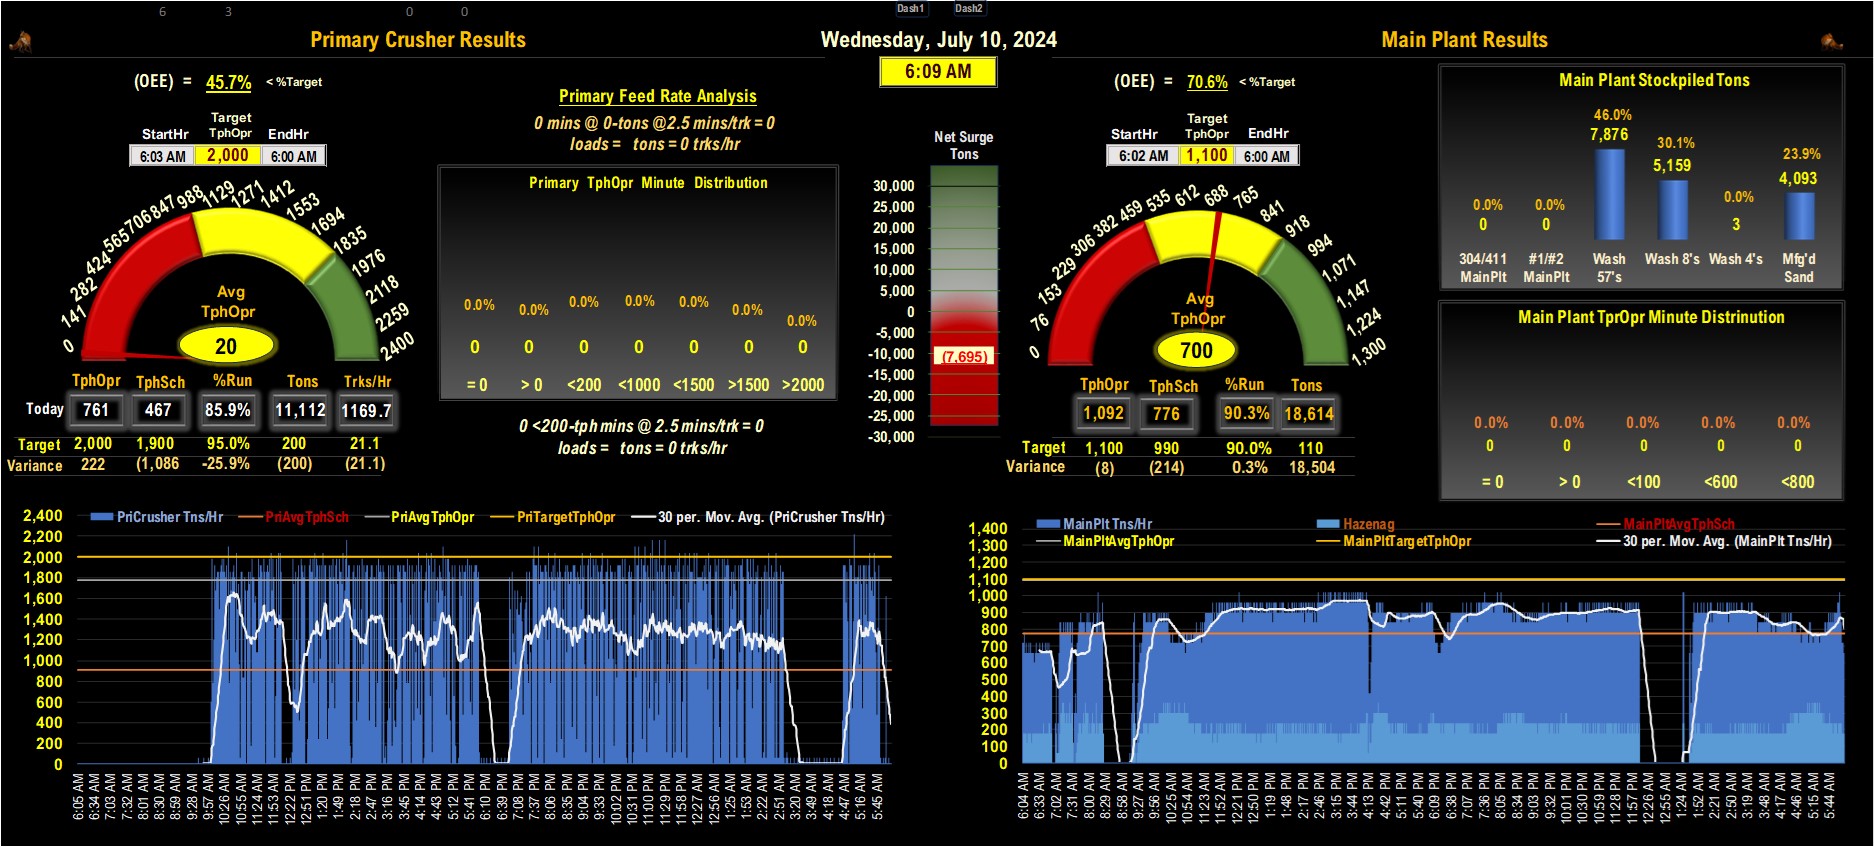 6 3 0 0 Dash1 Dash2
Primary Crusher Results
Wednesday, July 10, 2024
Main Plant Results
6:09 AM
(OEE) = 45.7% < %Target
Target
StartHr TphOpr EndHr
6:03 AM 2,000 6:00 AM
0 141 282 424 565 706 847 988 1129 1271 1412 1553 1694 1835 1976 2118 2259 2400
Avg
TphOpr
20
TphOpr TphSch %Run Tons Trks/Hr
Today 761 467 85.9% 11,112 1169.7
Target 2,000 1,900 95.0% 200 21.1
Variance 222 (1,086 -25.9% (200) (21.1)
Primary Feed Rate Analysis
0 mins @ 0-tons @2.5 mins/trk = 0
loads = tons = 0 trks/hr
Primary TphOpr Minute Distribution
0.0% 0.0% 0.0% 0.0% 0.0% 0.0% 0.0%
0 0 0 0 0 0 0
= 0 > 0 <200 <1000 <1500 >1500 >2000
0 <200-tph mins @ 2.5 mins/trk = 0
loads = tons = 0 trks/hr
Net Surge
Tons
30,000
25,000
20,000
15,000
10,000
5,000
0
-5,000
-10,000
(7,695)
-15,000
-20,000
-25,000
-30,000
(OEE) = 70.6% < %Target
Target
StartHr TphOpr EndHr
6:02 AM 1,100 6:00 AM
0 76 153 229 306 382 459 535 612 688 765 841 918 994 1,071 1,147 1,224 1,300
Avg
TphOpr
700
TphOpr TphSch %Run Tons
1,092 776 90.3% 18,614
Target 1,100 990 90.0% 110
Variance (8) (214) 0.3% 18,504
Main Plant Stockpiled Tons
0.0% 0.0% 46.0% 30.1% 0.0% 23.9%
0 0 7,876 5,159 3 4,093
304/411 #1/#2 Wash Wash 8's Wash 4's Mfg'd
MainPlt MainPlt 57's Sand
Main Plant TprOpr Minute Distrinution
0.0% 0.0% 0.0% 0.0% 0.0%
0 0 0 0 0
= 0 > 0 <100 <600 <800
PriCrusher Tns/Hr PriAvgTphSch PriAvgTphOpr PriTargetTphOpr 30 per. Mov. Avg. (PriCrusher Tns/Hr)
2,400
2,200
2,000
1,800
1,600
1,400
1,200
1,000
800
600
400
200
0
6:05 AM 6:34 AM 7:03 AM 7:32 AM 8:01 AM 8:30 AM 8:59 AM 9:28 AM 9:57 AM 10:26 AM 10:55 AM 11:24 AM 11:53 AM 12:22 PM 12:51 PM 1:20 PM 1:49 PM 2:18 PM 2:47 PM 3:16 PM 3:45 PM 4:14 PM 4:43 PM 5:12 PM 5:41 PM 6:10 PM 6:39 PM 7:08 PM 7:37 PM 8:06 PM 8:35 PM 9:04 PM 9:33 PM 10:02 PM 10:31 PM 11:00 PM 11:29 PM 11:58 PM 12:27 AM 12:56 AM 1:25 AM 1:53 AM 2:22 AM 2:51 AM 3:20 AM 3:49 AM 4:18 AM 4:47 AM 5:16 AM 5:45 AM
MainPlt Tns/Hr Hazenag MainPltAvgTphSch
MainPltAvgTphOpr MainPltTargetTphOpr 30 per. Mov. Avg. (MainPlt Tns/Hr)
1,400
1,300
1,200
1,100
1,000
900
800
700
600
500
400
300
200
100
0
6:04 AM 6:33 AM 7:02 AM 7:31 AM 8:00 AM 8:29 AM 8:58 AM 9:27 AM 9:56 AM 10:25 AM 10:54 AM 11:23 AM 11:52 AM 12:21 PM 12:50 PM 1:19 PM 1:48 PM 2:17 PM 2:46 PM 3:15 PM 3:44 PM 4:13 PM 4:42 PM 5:11 PM 5:40 PM 6:09 PM 6:38 PM 7:07 PM 7:36 PM 8:05 PM 8:34 PM 9:03 PM 9:32 PM 10:01 PM 10:30 PM 10:59 PM 11:28 PM 11:57 PM 12:26 AM 12:55 AM 1:24 AM 1:52 AM 2:21 AM 2:50 AM 3:19 AM 3:48 AM 4:17 AM 4:46 AM 5:15 AM 5:44 AM